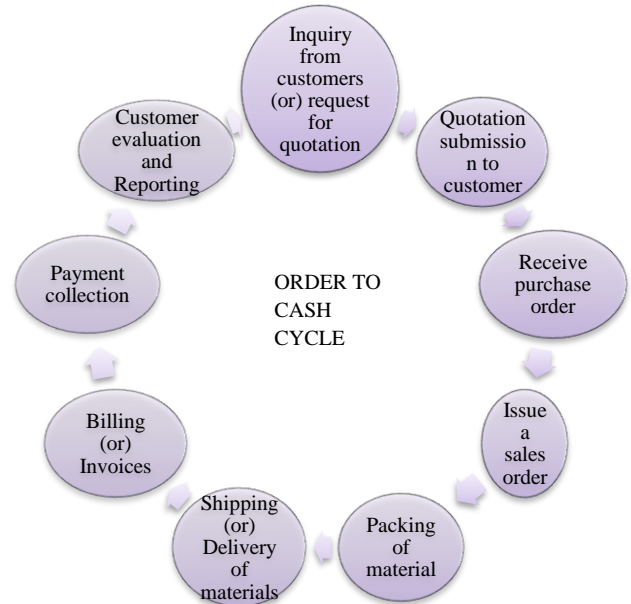 Inquiry
from
customers
(or) request
for
quotation
Quotation
submissio
n to
customer
Receive
purchase
order
Issue
a
sales
order
Packing
of
material
Shipping
(or)
Delivery
of
materials
Billing
(or)
Invoices
Payment
collection
Customer
evaluation
and
Reporting
ORDER TO
CASH
CYCLE